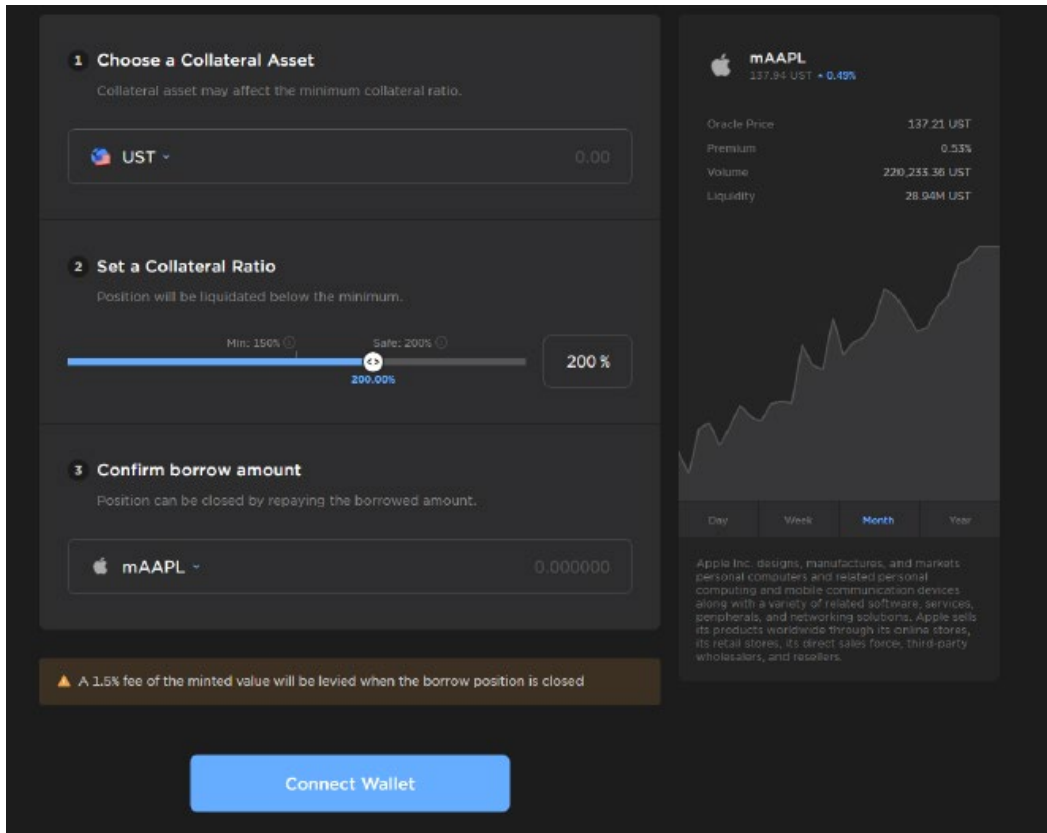 1 Choose a Collateral Asset
Collateral asset may affect the minimum collateral ratio.
UST
0.00
2 Set a Collateral Ratio
Position will be liquidated below the minimum.
Min: 150%
Safe: 200%
200.00%
200 %
3 Confirm borrow amount
Position can be closed by repaying the borrowed amount.
mAAPL
0.000000
A 1.5% fee of the minted value will be levied when the borrow position is closed
Connect Wallet
mAAPL
137.94 UST 0.49%
Oracle Price 137.21 UST
Premium 0.53%
Volume 220,233.36 UST
Liquidity 28.94M UST
Day Week Month Year
Apple Inc. designs, manufactures, and markets
personal computers and related personal
computing and mobile communication devices
along with a variety of related software, services,
peripherals, and networking solutions. Apple sells
its products worldwide through its online stores,
its retail stores, its direct sales force, third-party
wholesalers, and resellers.